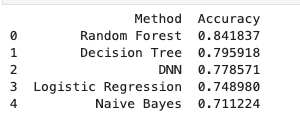 Method Accuracy
0 Random Forest 0.841837
1 Decision Tree 0.795918
2 DNN 0.778571
3 Logistic Regression 0.748980
4 Naive Bayes 0.711224